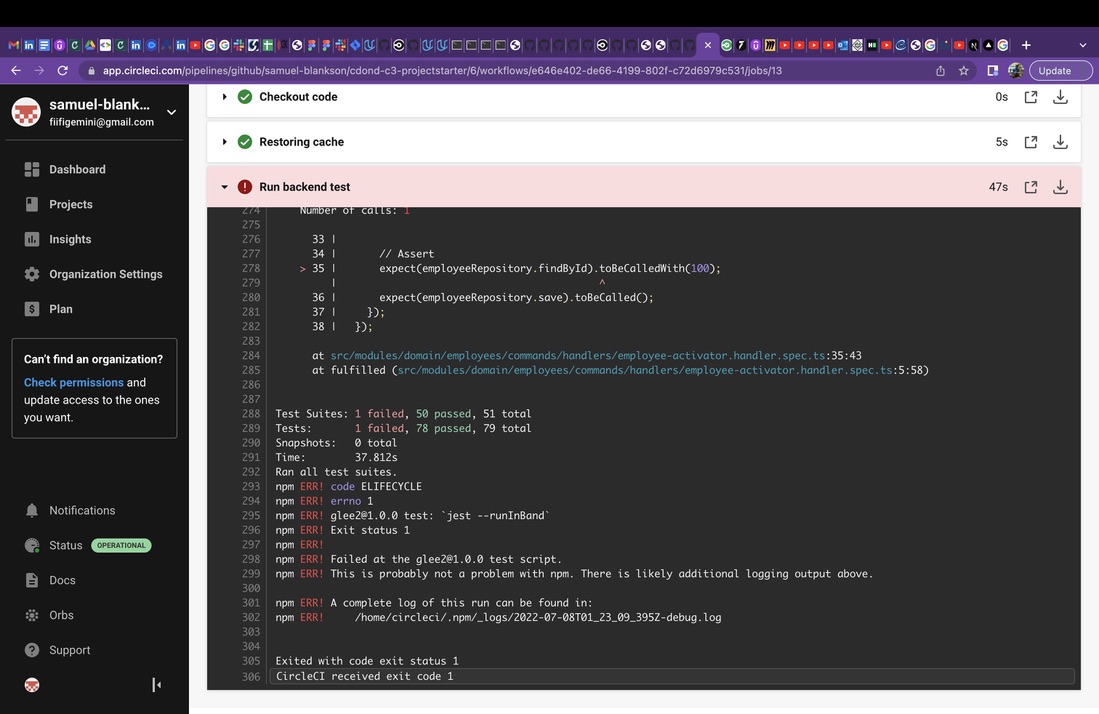 app.circleci.com/pipelines/github/samuel-blankson/cdond-c3-projectstarter/6/workflows/e646e402-de66-4199-802f-c72d6979c531/jobs/13
Update
samuel-blank...
fiifigemini@gmail.com
Dashboard
Projects
Insights
Organization Settings
Plan
Can't find an organization?
Check permissions and
update access to the ones
you want.
Notifications
Status OPERATIONAL
Docs
Orbs
Support
Checkout code 0s
Restoring cache 5s
Run backend test 47s
274 Number of calls: 1
275
276 33 |
277 34 | // Assert
278 > 35 | expect(employeeRepository.findById).toBeCalledWith(100);
279 | ^
280 36 | expect(employeeRepository.save).toBeCalled();
281 37 | });
282 38 | });
283
284 at src/modules/domain/employees/commands/handlers/employee-activator.handler.spec.ts:35:43
285 at fulfilled (src/modules/domain/employees/commands/handlers/employee-activator.handler.spec.ts:5:58)
286
287
288 Test Suites: 1 failed, 50 passed, 51 total
289 Tests: 1 failed, 78 passed, 79 total
290 Snapshots: 0 total
291 Time: 37.812s
292 Ran all test suites.
293 npm ERR! code ELIFECYCLE
294 npm ERR! errno 1
295 npm ERR! glee2@1.0.0 test: `jest --runInBand`
296 npm ERR! Exit status 1
297 npm ERR!
298 npm ERR! Failed at the glee2@1.0.0 test script.
299 npm ERR! This is probably not a problem with npm. There is likely additional logging output above.
300
301 npm ERR! A complete log of this run can be found in:
302 npm ERR! /home/circleci/.npm/_logs/2022-07-08T01_23_09_395Z-debug.log
303
304
305 Exited with code exit status 1
306 CircleCI received exit code 1